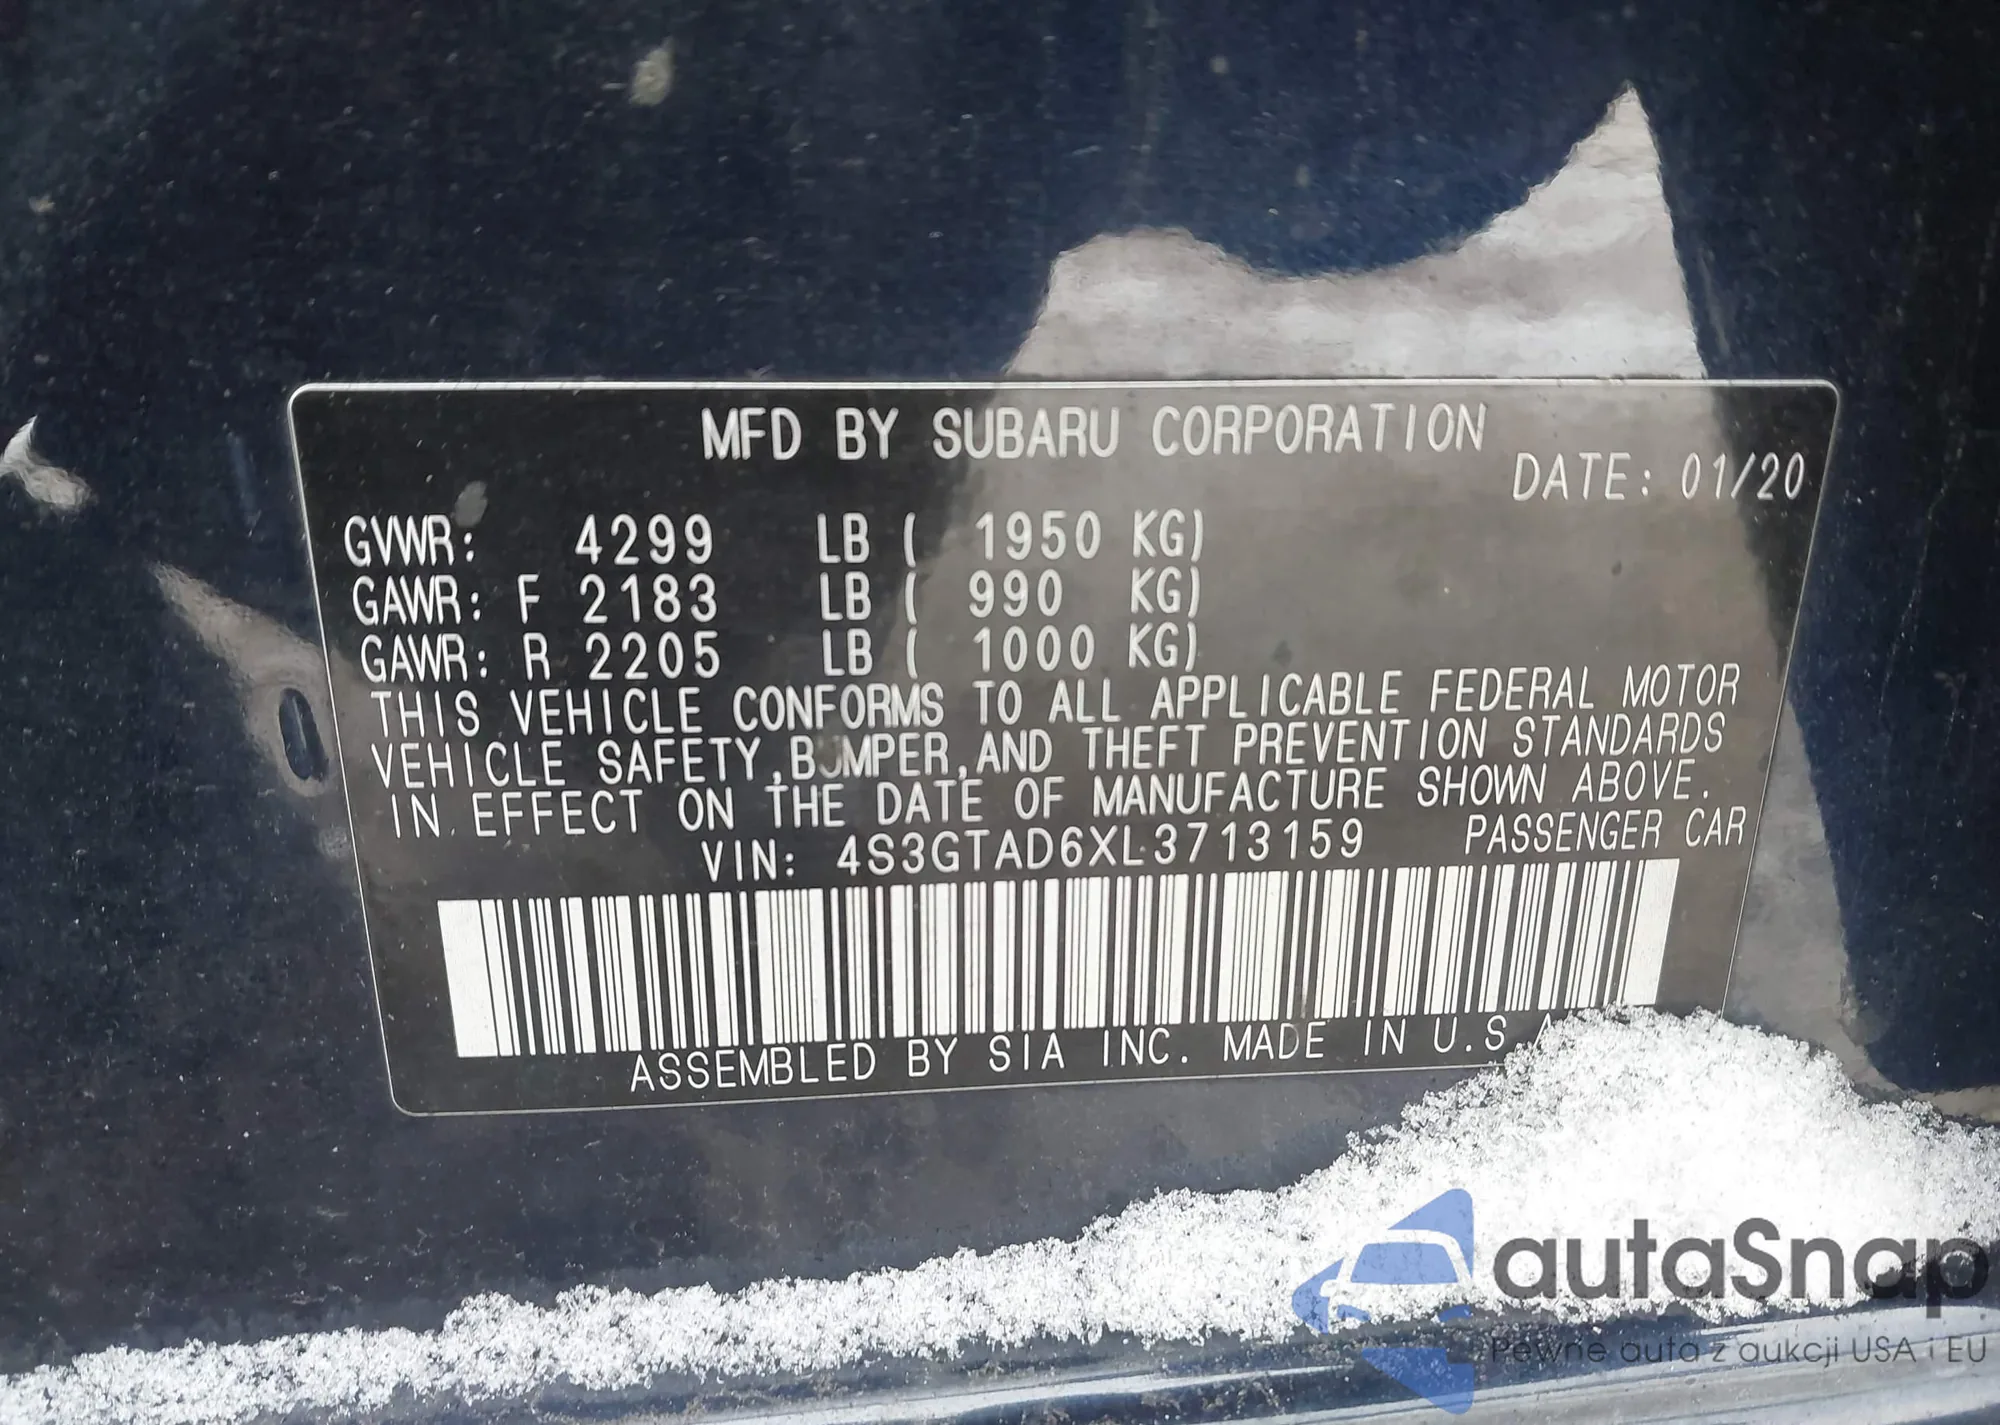 MFD BY SUBARU CORPORATION
DATE: 01/20
GVWR: 4299 LB ( 1950 KG)
GAWR: F 2183 LB ( 990 KG)
GAWR: R 2205 LB ( 1000 KG)
THIS VEHICLE CONFORMS TO ALL APPLICABLE FEDERAL MOTOR
VEHICLE SAFETY,BUMPER,AND THEFT PREVENTION STANDARDS
IN EFFECT ON THE DATE OF MANUFACTURE SHOWN ABOVE.
VIN: 4S3GTAD6XL3713159 PASSENGER CAR
ASSEMBLED BY SIA INC. MADE IN U.S.A
autaSnap
Pewne auta z aukcji USA i EU